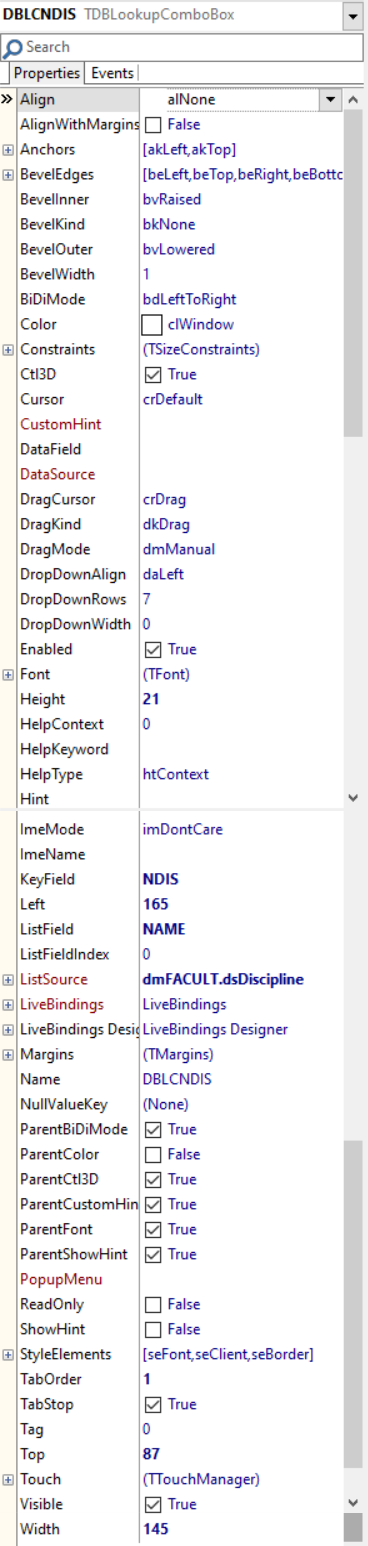 DBLCNDIS TDBLookupComboBox
Search
Properties Events
Align alNone
AlignWithMargins False
Anchors [akLeft,akTop]
BevelEdges [beLeft,beTop,beRight,beBottc
BevelInner bvRaised
BevelKind bkNone
BevelOuter bvLowered
BevelWidth 1
BiDiMode bdLeftToRight
Color clWindow
Constraints (TSizeConstraints)
Ctl3D True
Cursor crDefault
CustomHint
DataField
DataSource
DragCursor crDrag
DragKind dkDrag
DragMode dmManual
DropDownAlign daLeft
DropDownRows 7
DropDownWidth 0
Enabled True
Font (TFont)
Height 21
HelpContext 0
HelpKeyword
HelpType htContext
Hint
ImeMode imDontCare
ImeName
KeyField NDIS
Left 165
ListField NAME
ListFieldIndex 0
ListSource dmFACULT.dsDiscipline
LiveBindings LiveBindings
LiveBindings Desig LiveBindings Designer
Margins (TMargins)
Name DBLCNDIS
NullValueKey (None)
ParentBiDiMode True
ParentColor False
ParentCtl3D True
ParentCustomHin True
ParentFont True
ParentShowHint True
PopupMenu
ReadOnly False
ShowHint False
StyleElements [seFont,seClient,seBorder]
TabOrder 1
TabStop True
Tag 0
Top 87
Touch (TTouchManager)
Visible True
Width 145